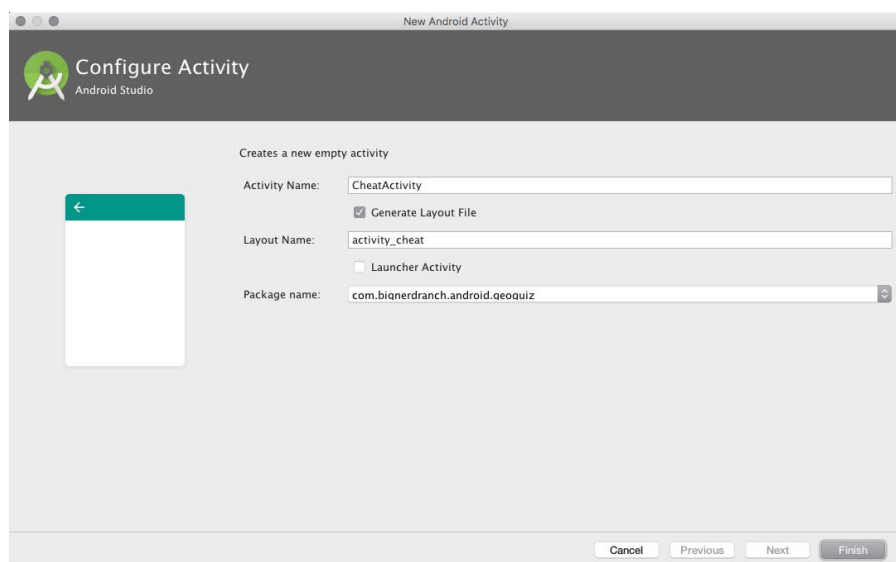 New Android Activity
Configure Activity
Android Studio
Creates a new empty activity
Activity Name: CheatActivity
Generate Layout File
Layout Name: activity_cheat
Launcher Activity
Package name: com.bignerdranch.android.geoquiz
Cancel Previous Next Finish